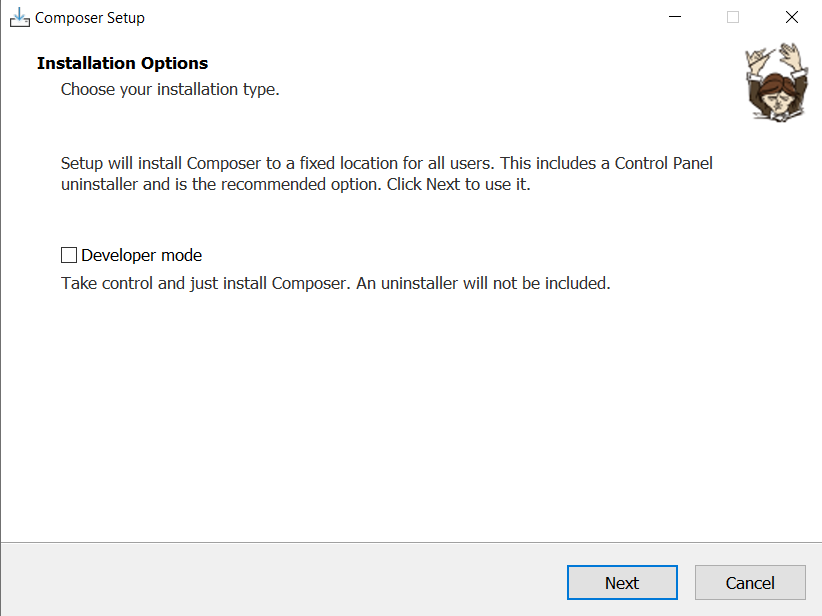 Composer Setup
Installation Options
Choose your installation type.
Setup will install Composer to a fixed location for all users. This includes a Control Panel
uninstaller and is the recommended option. Click Next to use it.
Developer mode
Take control and just install Composer. An uninstaller will not be included.
Next
Cancel